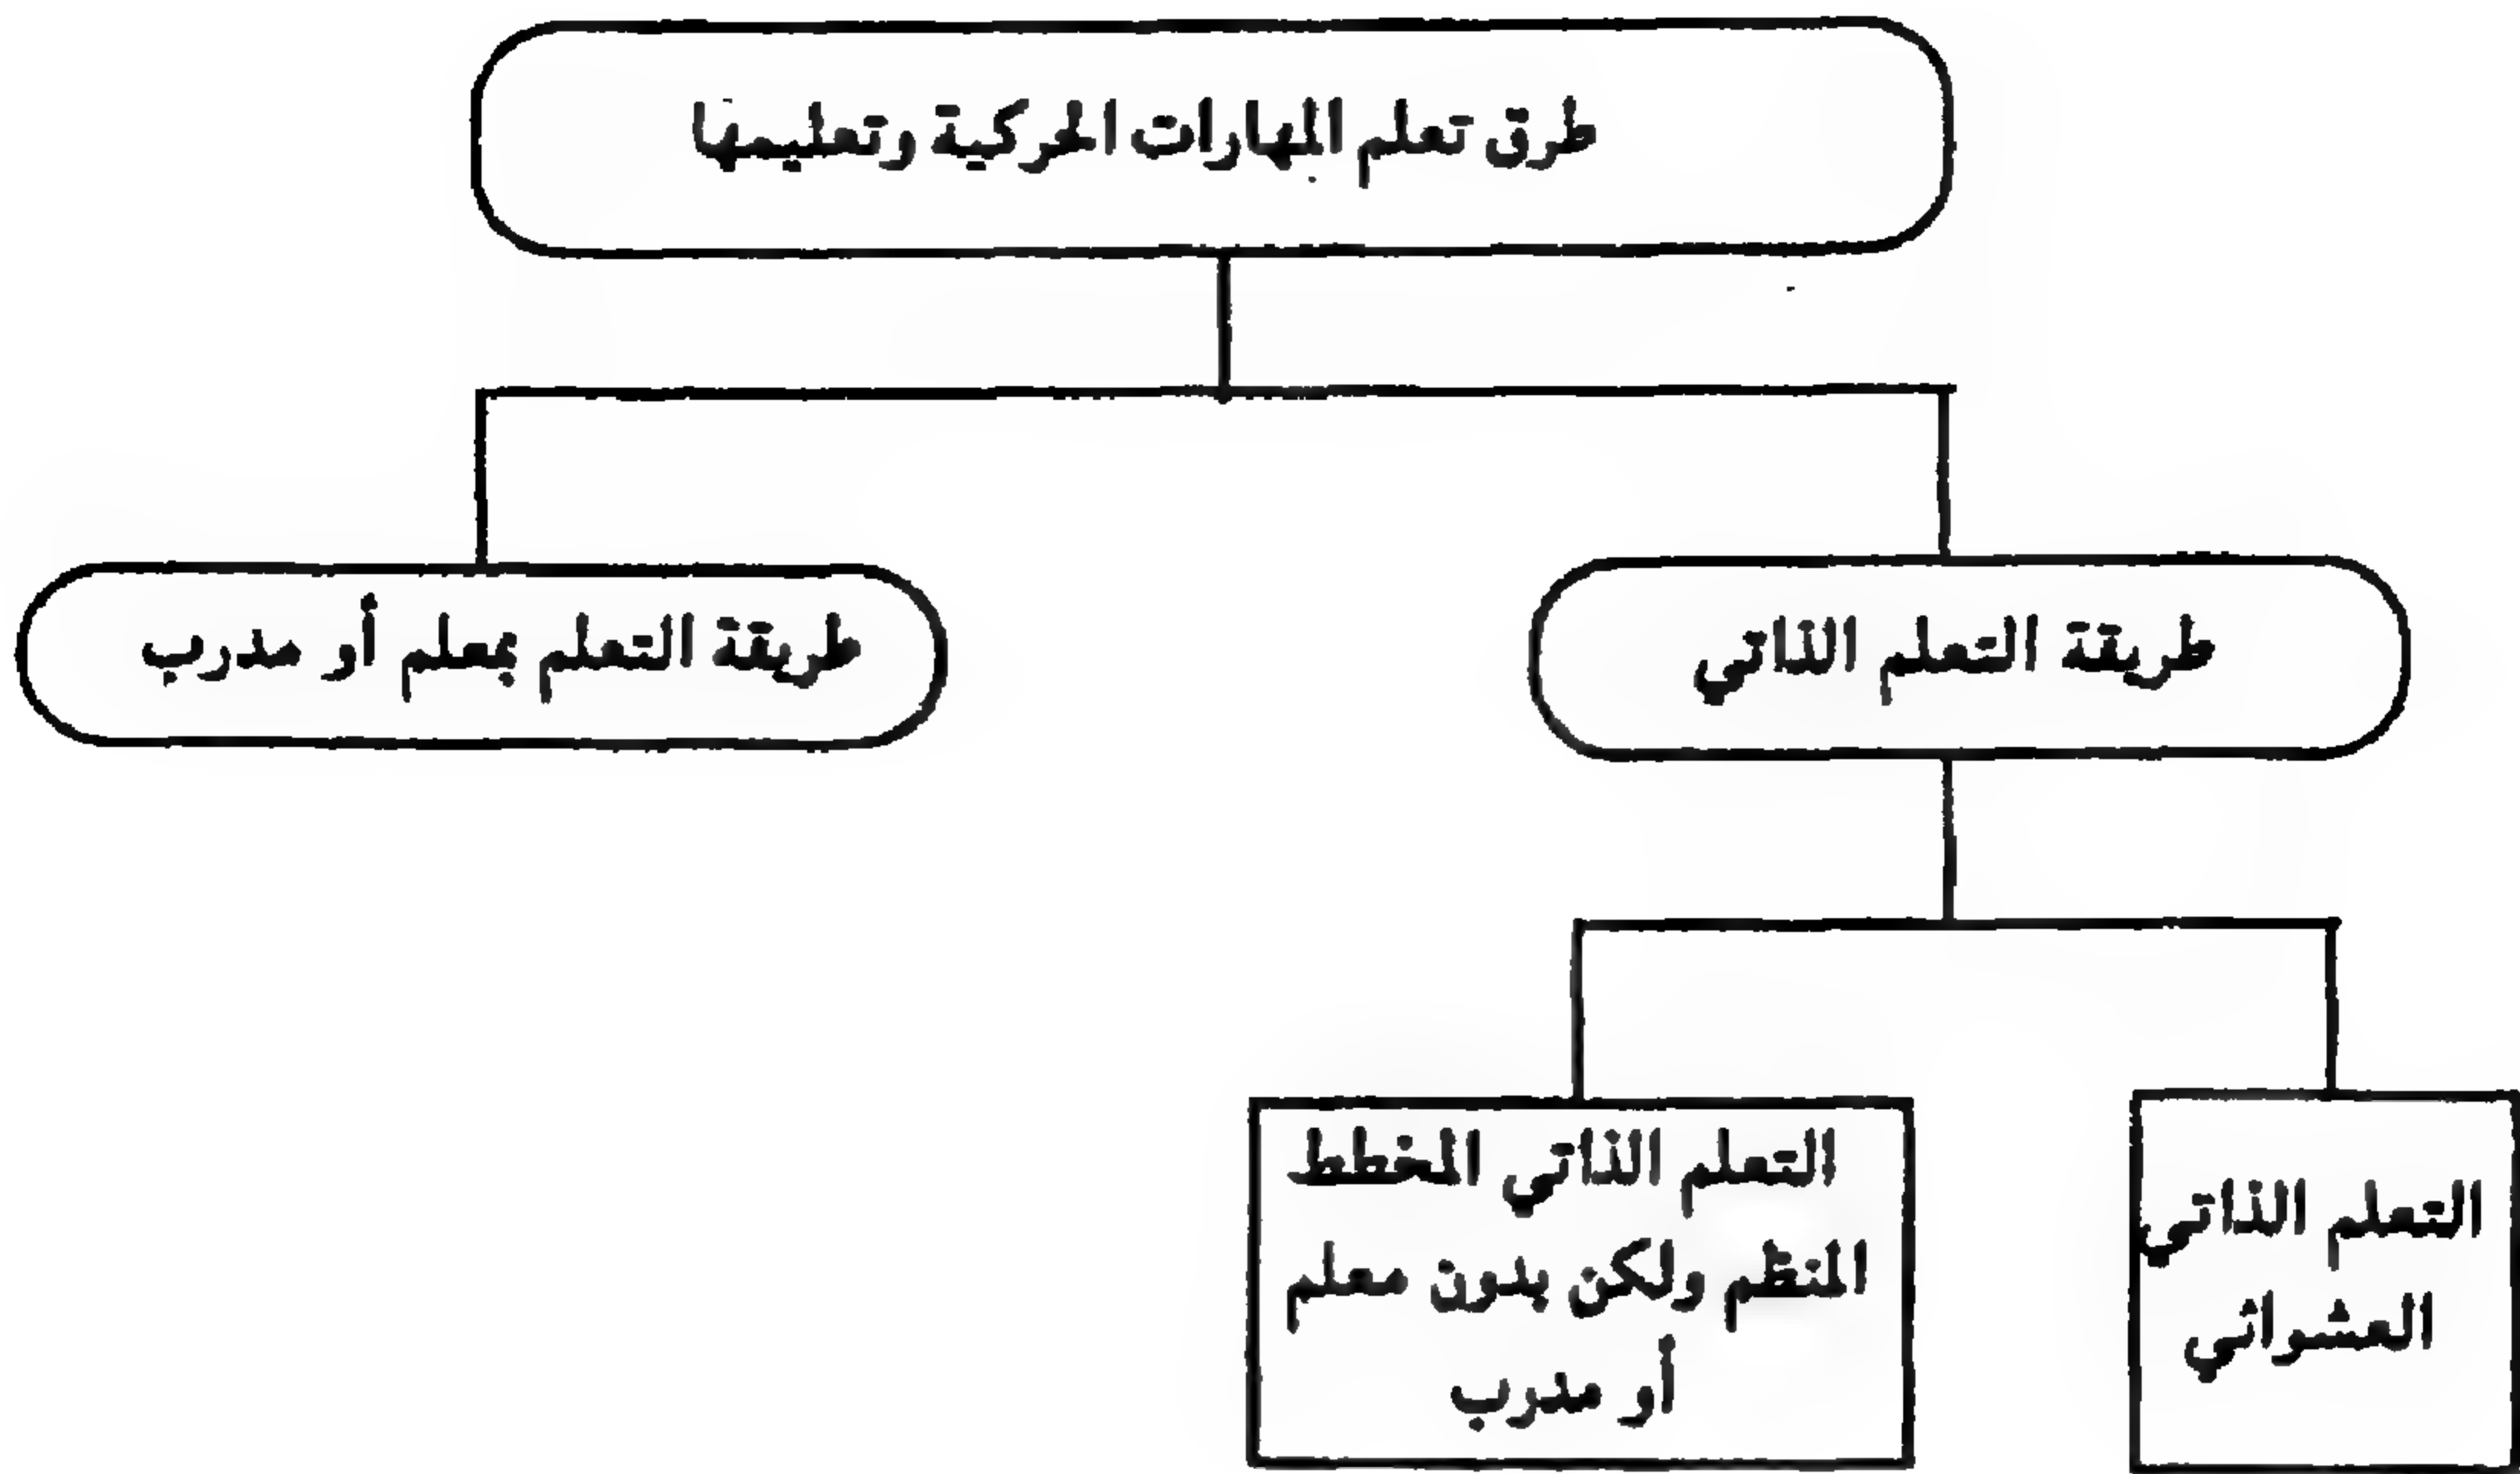 طرق تعلم المهارات الحركية وتعليمها
طريقة التعلم الذاتي
طريقة التعلم بمعلم أو مدرب
التعلم الذاتي
العشوائي
التعلم الذاتي المخطط
المنظم ولكن بدون معلم
أو مدرب